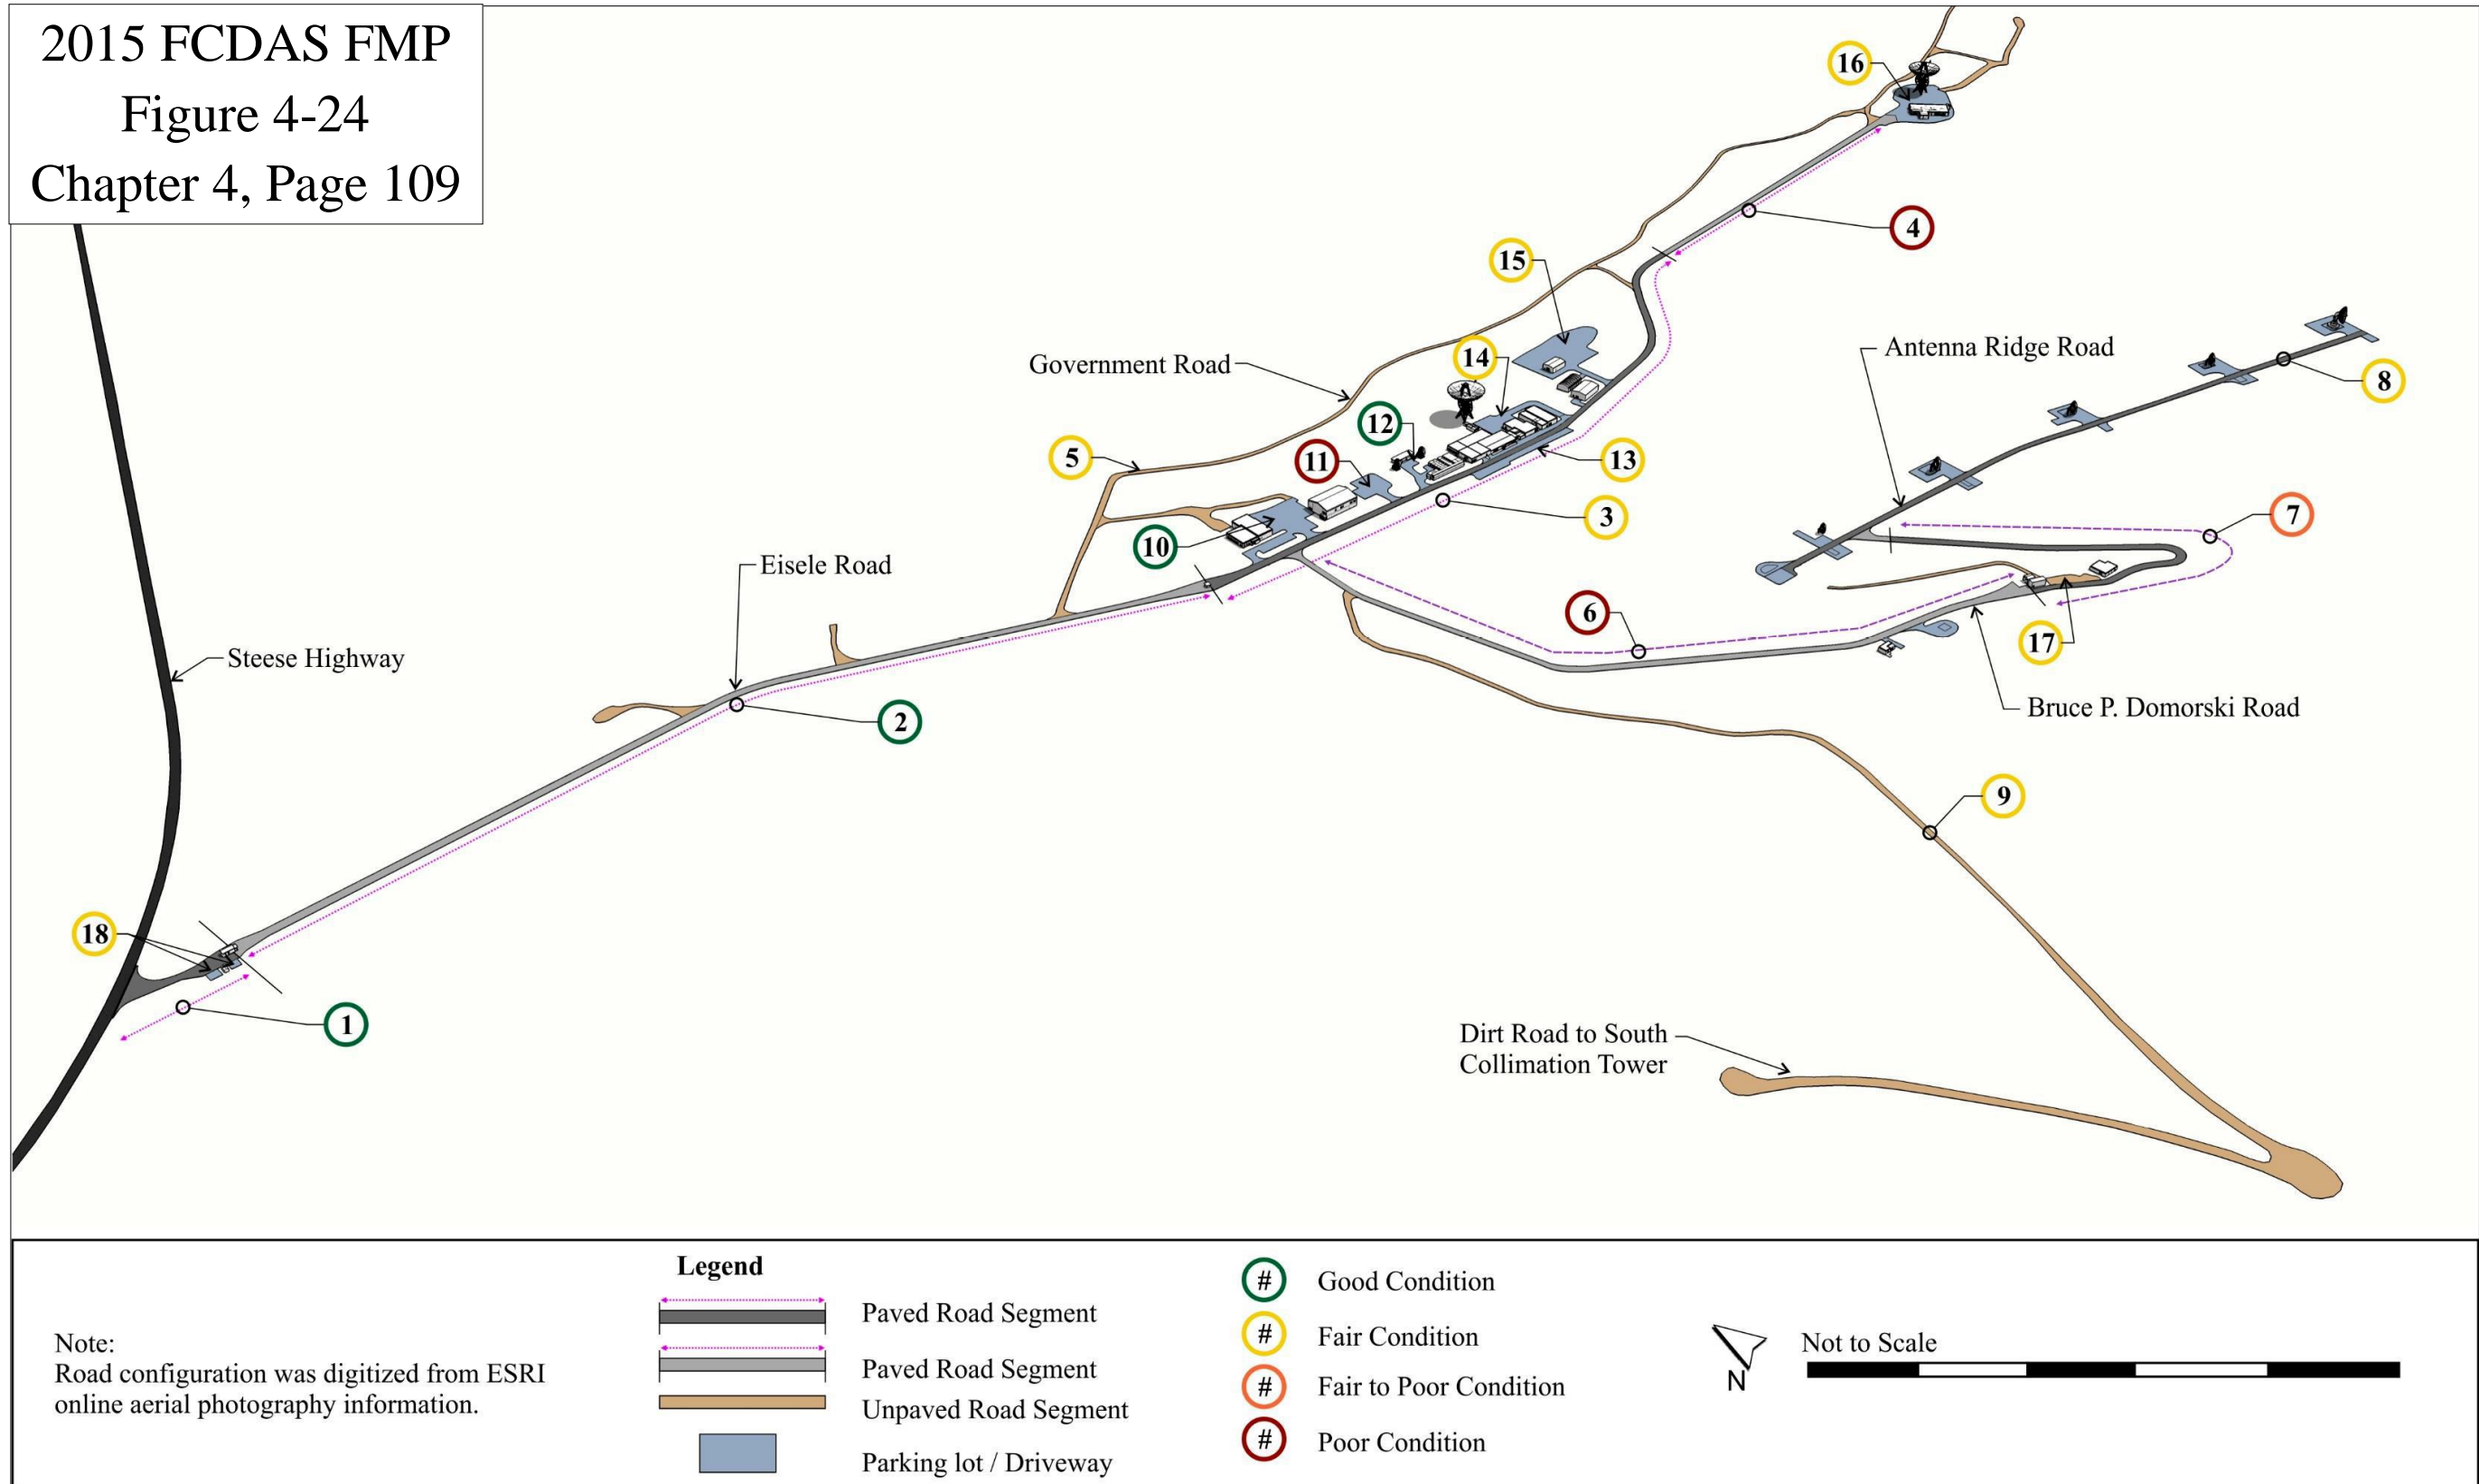 2015 FCDAS FMP
Figure 4-24
Chapter 4, Page 109
16
4
15
Government Road
14
Antenna Ridge Road
8
12
5
11
13
3
7
10
Eisele Road
6
17
Steese Highway
Bruce P. Domorski Road
2
9
18
1
Dirt Road to South
Collimation Tower
Legend
Note:
Road configuration was digitized from ESRI
online aerial photography information.
Paved Road Segment
Paved Road Segment
Unpaved Road Segment
Parking lot / Driveway
# Good Condition
# Fair Condition
# Fair to Poor Condition
# Poor Condition
N
Not to Scale